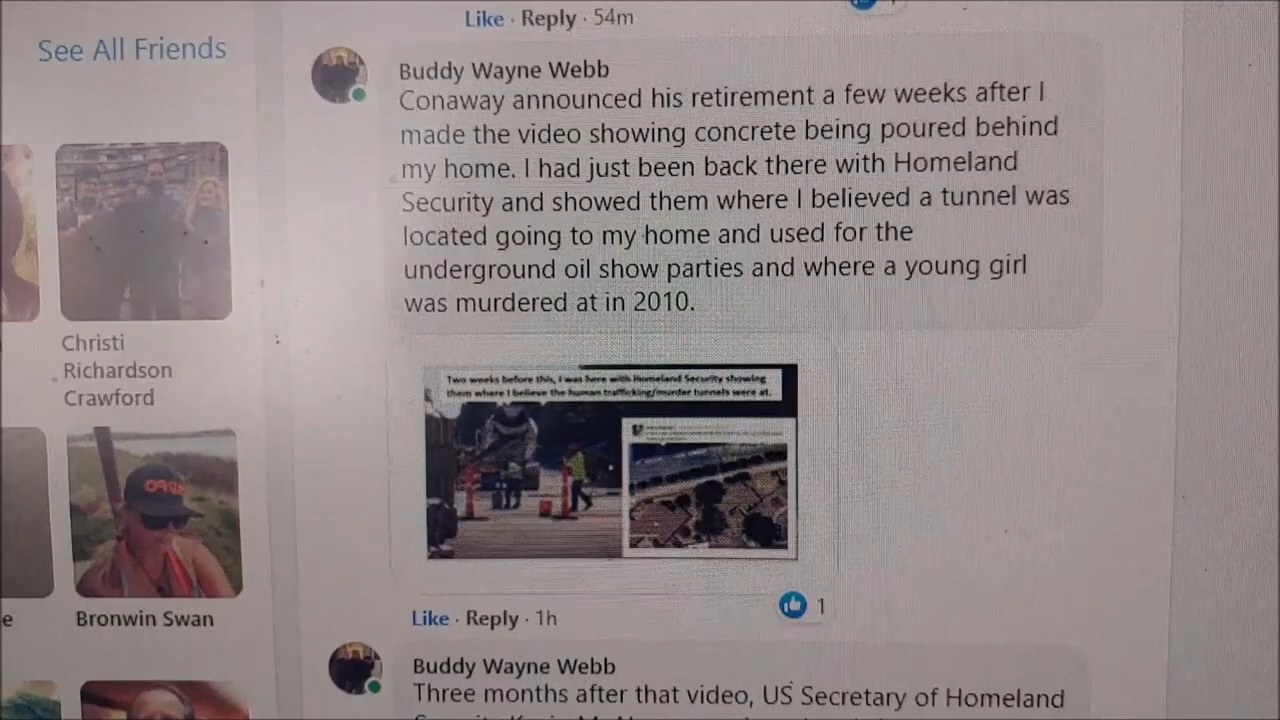 See All Friends
Like · Reply · 54m
Buddy Wayne Webb
Conaway announced his retirement a few weeks after I
made the video showing concrete being poured behind
my home. I had just been back there with Homeland
Security and showed them where I believed a tunnel was
located going to my home and used for the
underground oil show parties and where a young girl
was murdered at in 2010.
Christi
Richardson
Crawford
Two weeks before this, I was here with Homeland Security showing
them where I believe the human trafficking/murder tunnels were at.
e
Bronwin Swan
Like · Reply · 1h
1
Buddy Wayne Webb
Three months after that video, US Secretary of Homeland